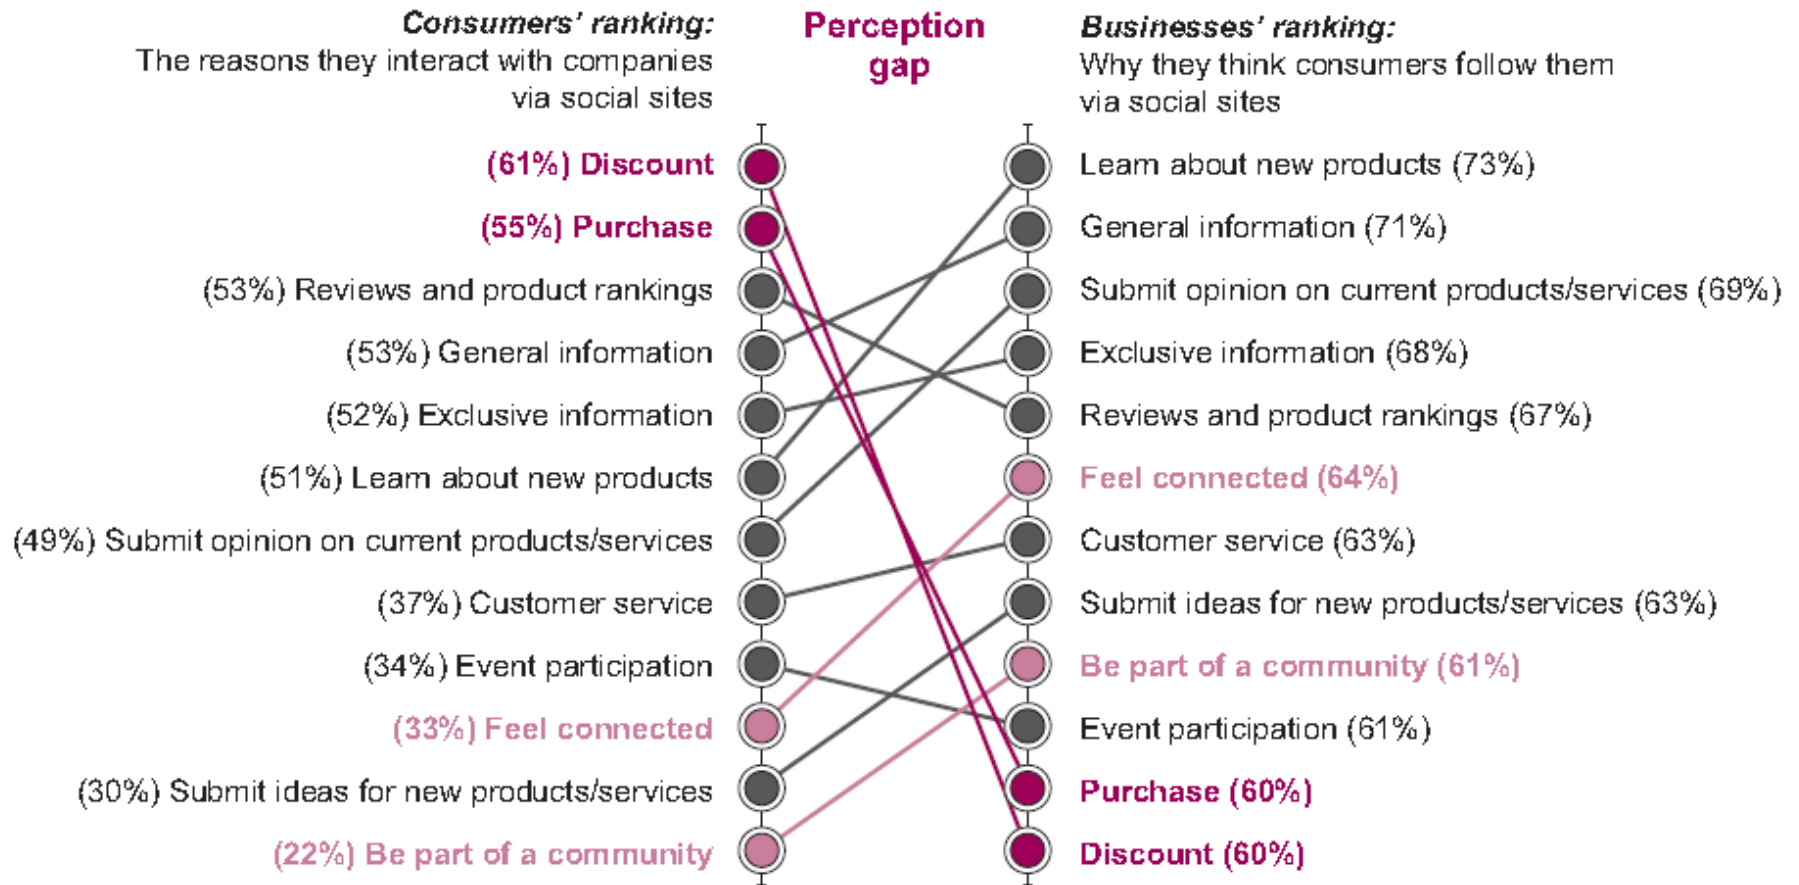 Consumers' ranking:
The reasons they interact with companies
via social sites
Perception
gap
Businesses' ranking:
Why they think consumers follow them
via social sites
(61%) Discount
(55%) Purchase
(53%) Reviews and product rankings
(53%) General information
(52%) Exclusive information
(51%) Learn about new products
(49%) Submit opinion on current products/services
(37%) Customer service
(34%) Event participation
(33%) Feel connected
(30%) Submit ideas for new products/services
(22%) Be part of a community
Learn about new products (73%)
General information (71%)
Submit opinion on current products/services (69%)
Exclusive information (68%)
Reviews and product rankings (67%)
Feel connected (64%)
Customer service (63%)
Submit ideas for new products/services (63%)
Be part of a community (61%)
Event participation (61%)
Purchase (60%)
Discount (60%)